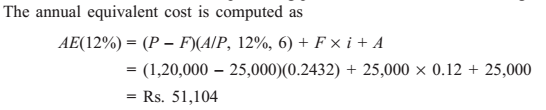 The annual equivalent cost is computed as
AE(12%) = (P – F)(A/P, 12%, 6) + F × i + A
= (1,20,000 – 25,000)(0.2432) + 25,000 × 0.12 + 25,000
= Rs. 51,104